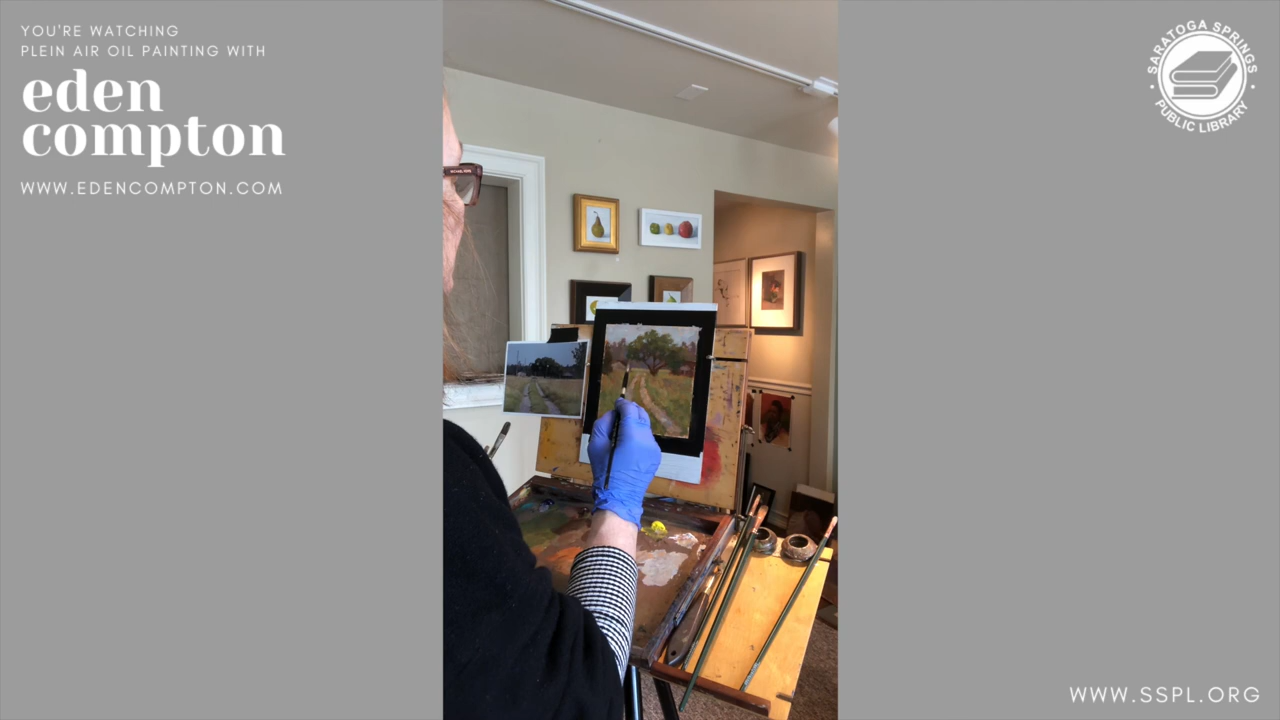 YOU'RE WATCHING
PLEIN AIR OIL PAINTING WITH
eden
compton
WWW.EDENCOMPTON.COM
SARATOGA SPRINGS
PUBLIC LIBRARY
WWW.SSPL.ORG